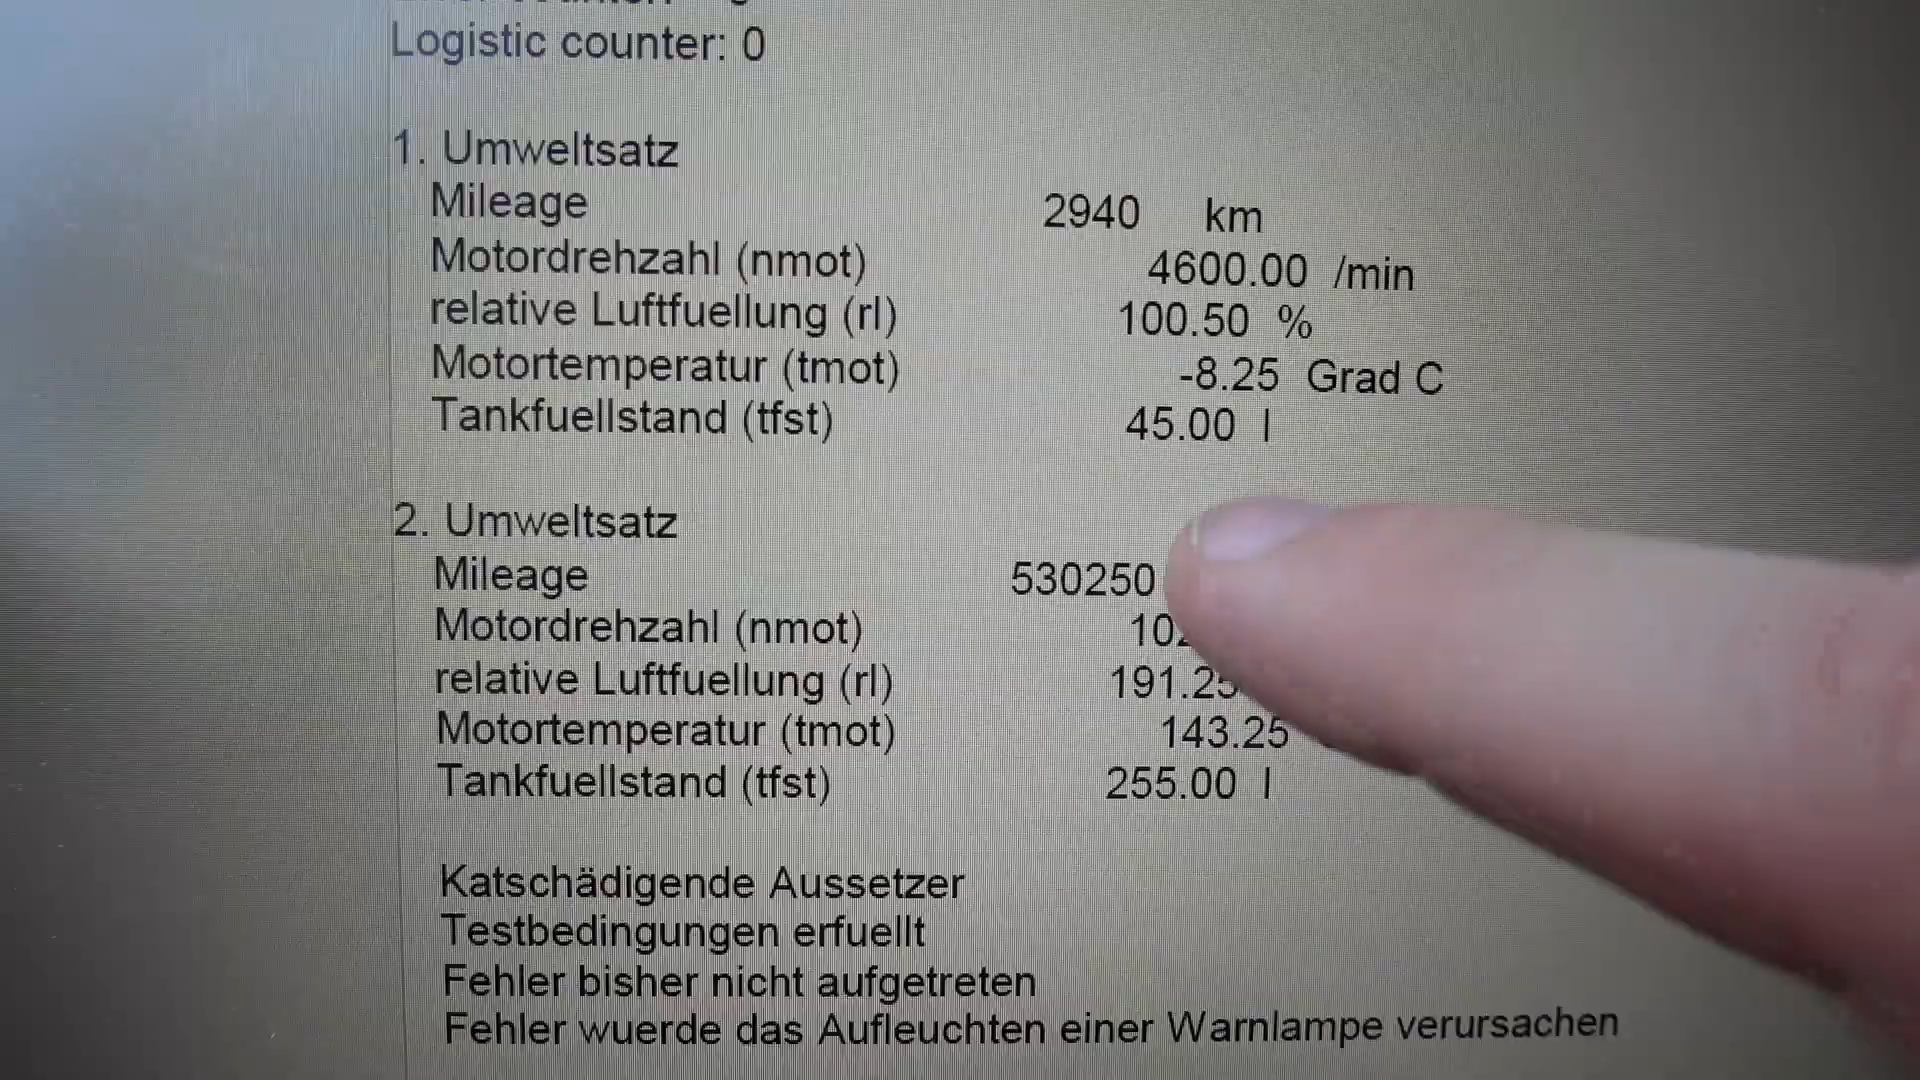 Logistic counter: 0
1. Umweltsatz
Mileage 2940 km
Motordrehzahl (nmot) 4600.00 /min
relative Luftfuellung (rl) 100.50 %
Motortemperatur (tmot) -8.25 Grad C
Tankfuellstand (tfst) 45.00 l
2. Umweltsatz
Mileage 530250
Motordrehzahl (nmot)
relative Luftfuellung (rl) 191.25
Motortemperatur (tmot) 143.25
Tankfuellstand (tfst) 255.00 l
Katschädigende Aussetzer
Testbedingungen erfuellt
Fehler bisher nicht aufgetreten
Fehler wuerde das Aufleuchten einer Warnlampe verursachen